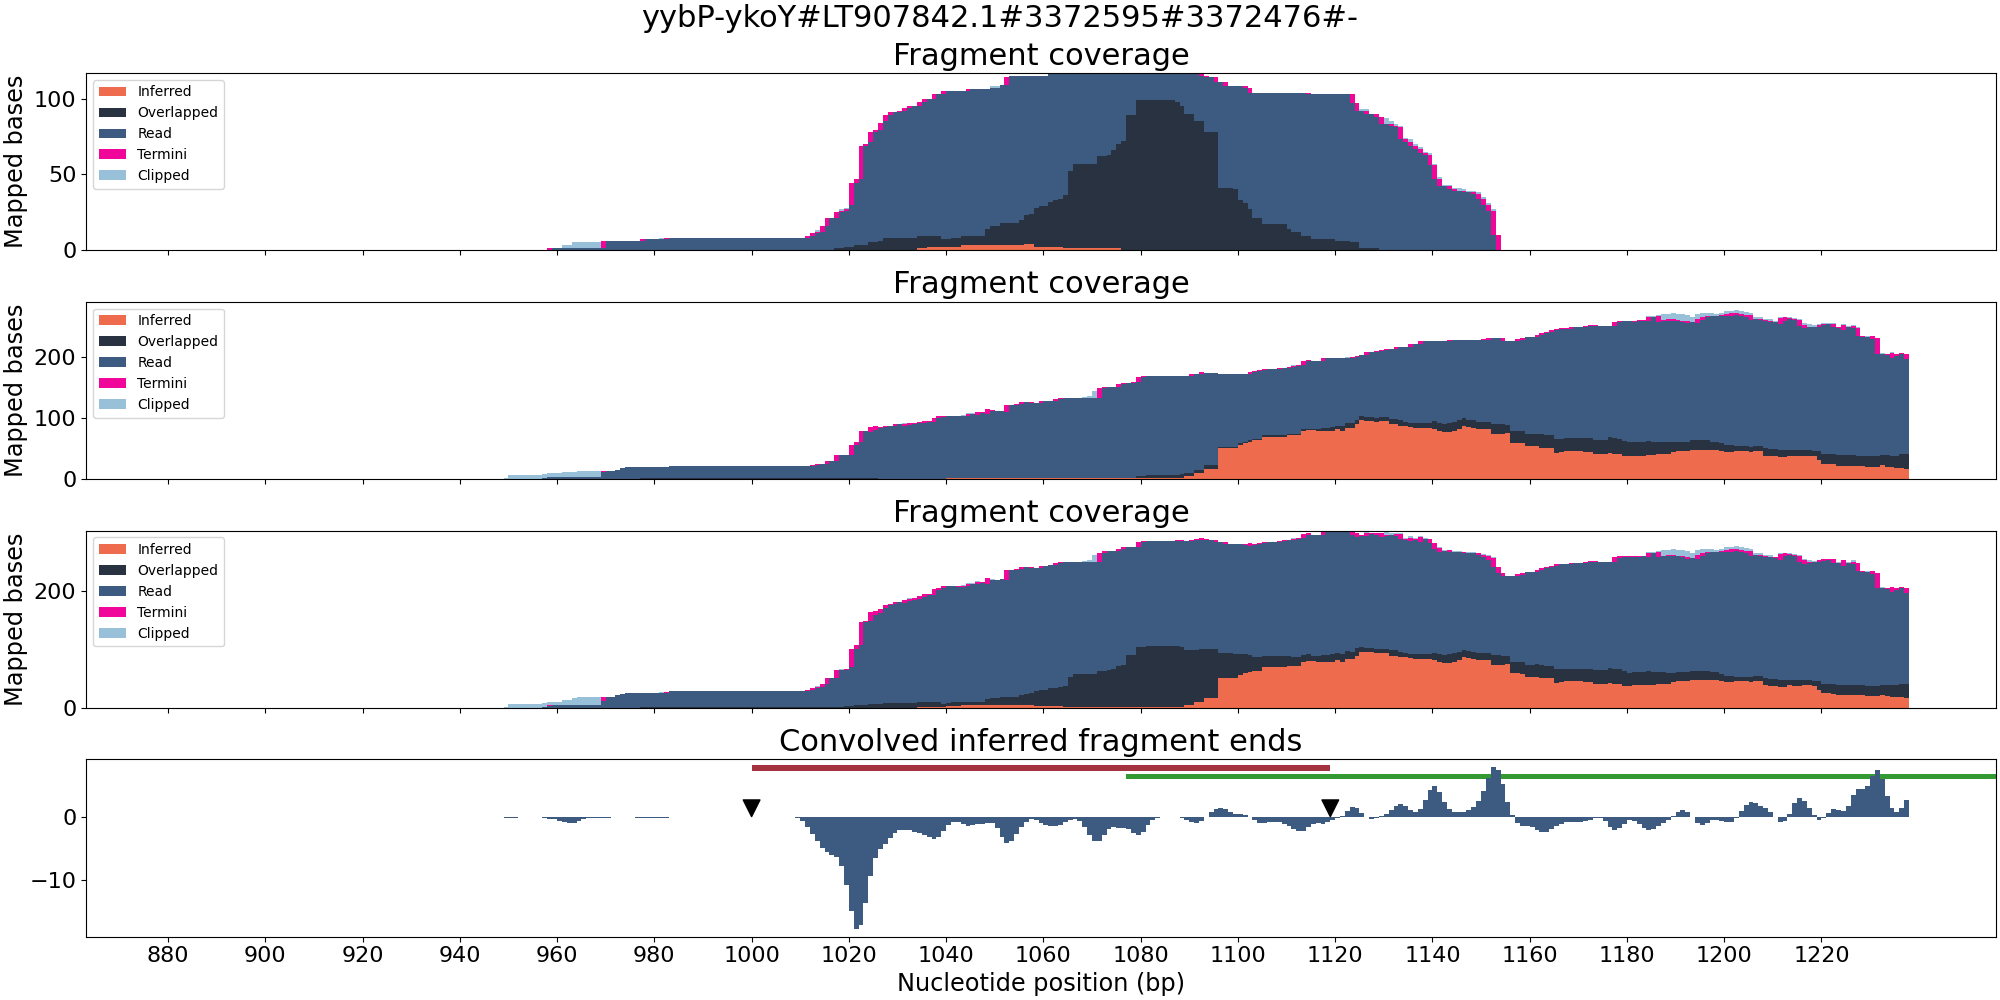 yybP-ykoY#LT907842.1#3372595#3372476#-
Fragment coverage
Mapped bases
100
50
0
Inferred
Overlapped
Read
Termini
Clipped
Fragment coverage
Mapped bases
200
100
0
Inferred
Overlapped
Read
Termini
Clipped
Fragment coverage
Mapped bases
200
0
Inferred
Overlapped
Read
Termini
Clipped
Convolved inferred fragment ends
0
−10
880 900 920 940 960 980 1000 1020 1040 1060 1080 1100 1120 1140 1160 1180 1200 1220
Nucleotide position (bp)